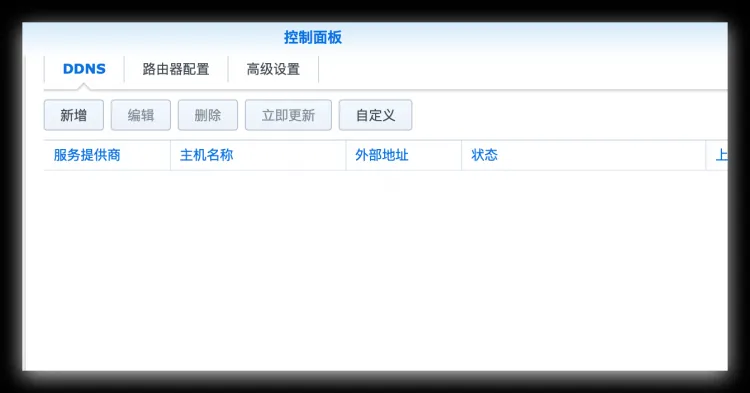 控制面板
DDNS 路由器配置 高级设置
新增 编辑 删除 立即更新 自定义
服务提供商 主机名称 外部地址 状态 上